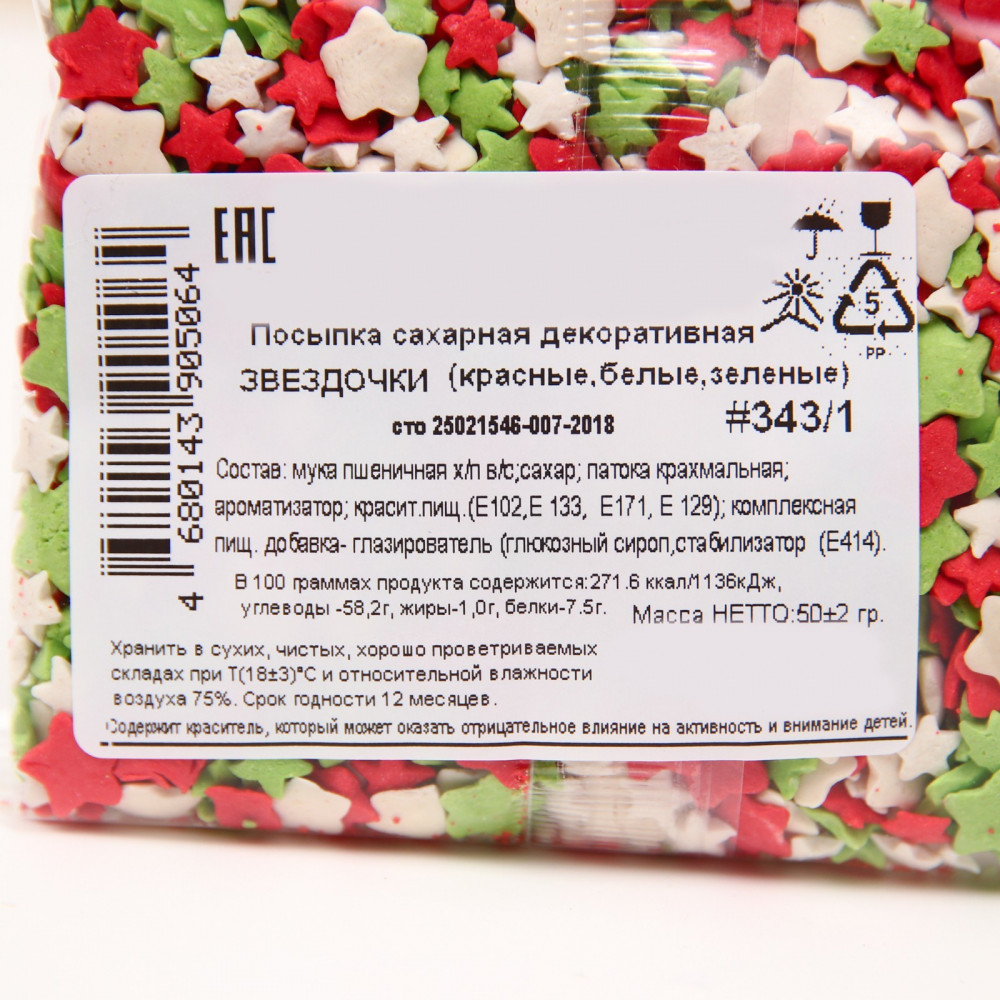 EAC
Посыпка сахарная декоративная
ЗВЕЗДОЧКИ (красные,белые,зеленые)
сто 25021546-007-2018 #343/1
Состав: мука пшеничная х/п в/с;сахар; патока крахмальная;
ароматизатор; красит.пищ.(Е102,Е 133, Е171, Е 129); комплексная
пищ. добавка- глазирователь (глюкозный сироп,стабилизатор (Е414).
В 100 граммах продукта содержится:271.6 ккал/1136кДж,
углеводы -58,2г, жиры-1,0г, белки-7.5г.
Масса НЕТТО:50±2 гр.
Хранить в сухих, чистых, хорошо проветриваемых
складах при Т(18±3)°С и относительной влажности
воздуха 75%. Срок годности 12 месяцев.
Содержит краситель, который может оказать отрицательное влияние на активность и внимание детей.
4 680143 905064
5
PP